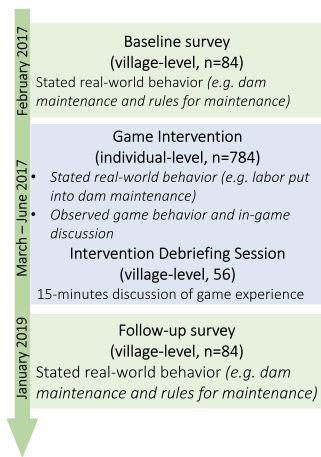 February 2017
Baseline survey
(village-level, n=84)
Stated real-world behavior (e.g. dam
maintenance and rules for maintenance)
March – June 2017
Game Intervention
(individual-level, n=784)
• Stated real-world behavior (e.g. labor put
into dam maintenance)
• Observed game behavior and in-game
discussion
Intervention Debriefing Session
(village-level, 56)
15-minutes discussion of game experience
January 2019
Follow-up survey
(village-level, n=84)
Stated real-world behavior (e.g. dam
maintenance and rules for maintenance)